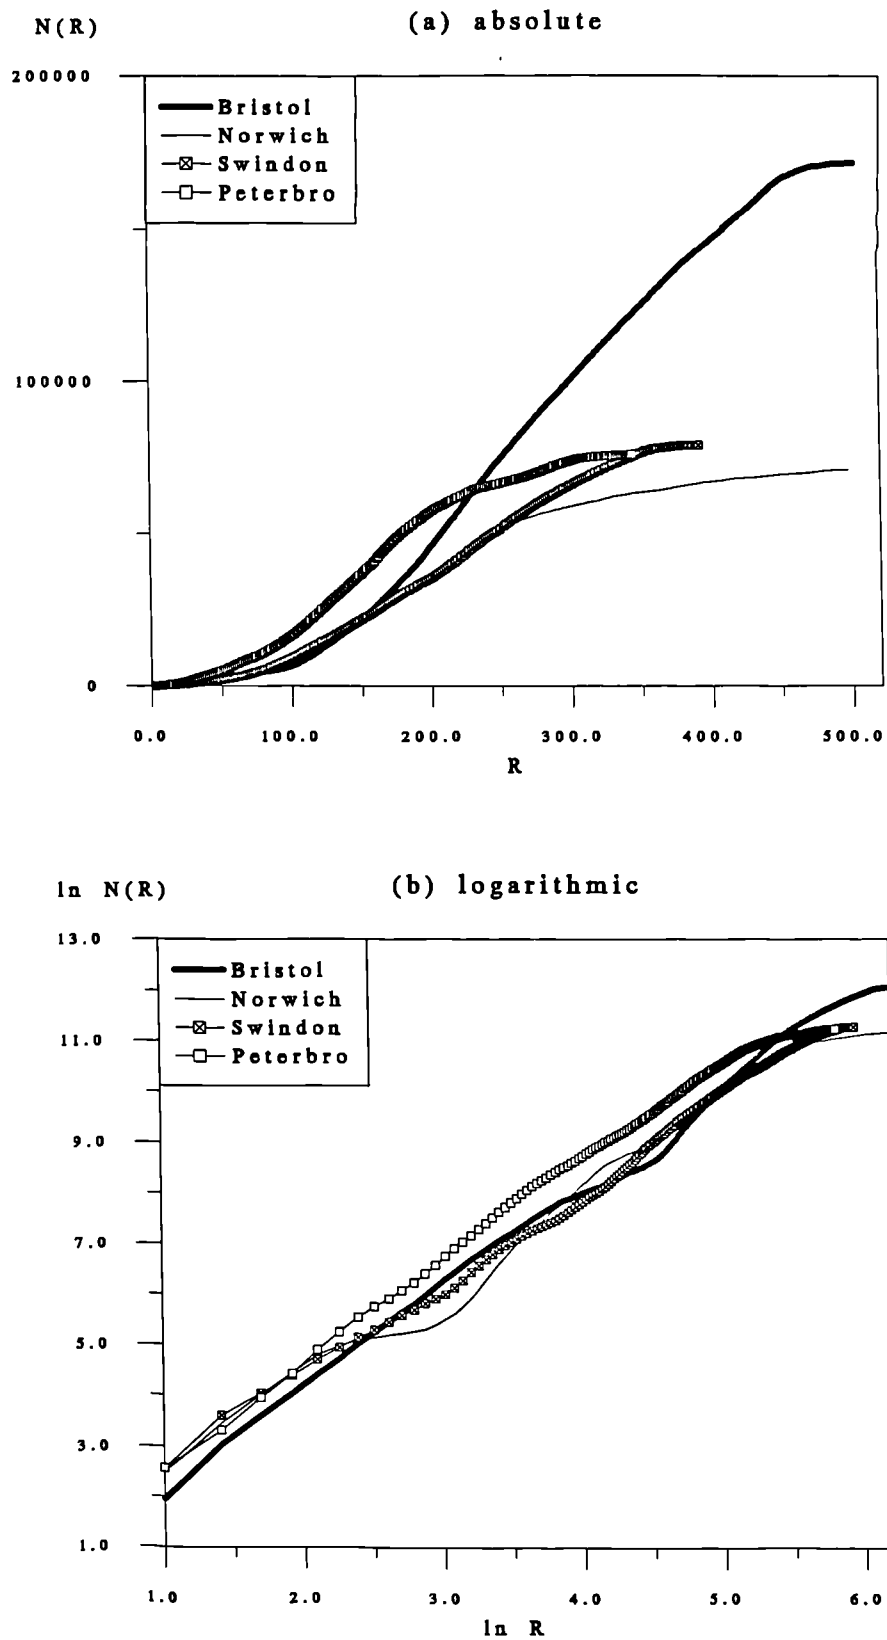 N(R)
(a) absolute
200000
Bristol
Norwich
Swindon
Peterbro
100000
0
0.0 100.0 200.0 300.0 400.0 500.0
R
ln N(R)
(b) logarithmic
13.0
Bristol
Norwich
Swindon
Peterbro
11.0
9.0
7.0
5.0
3.0
1.0
1.0 2.0 3.0 4.0 5.0 6.0
ln R